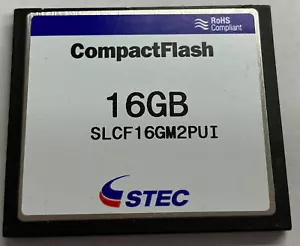 RoHS
Compliant
CompactFlash
16GB
SLCF16GM2PUI
STEC